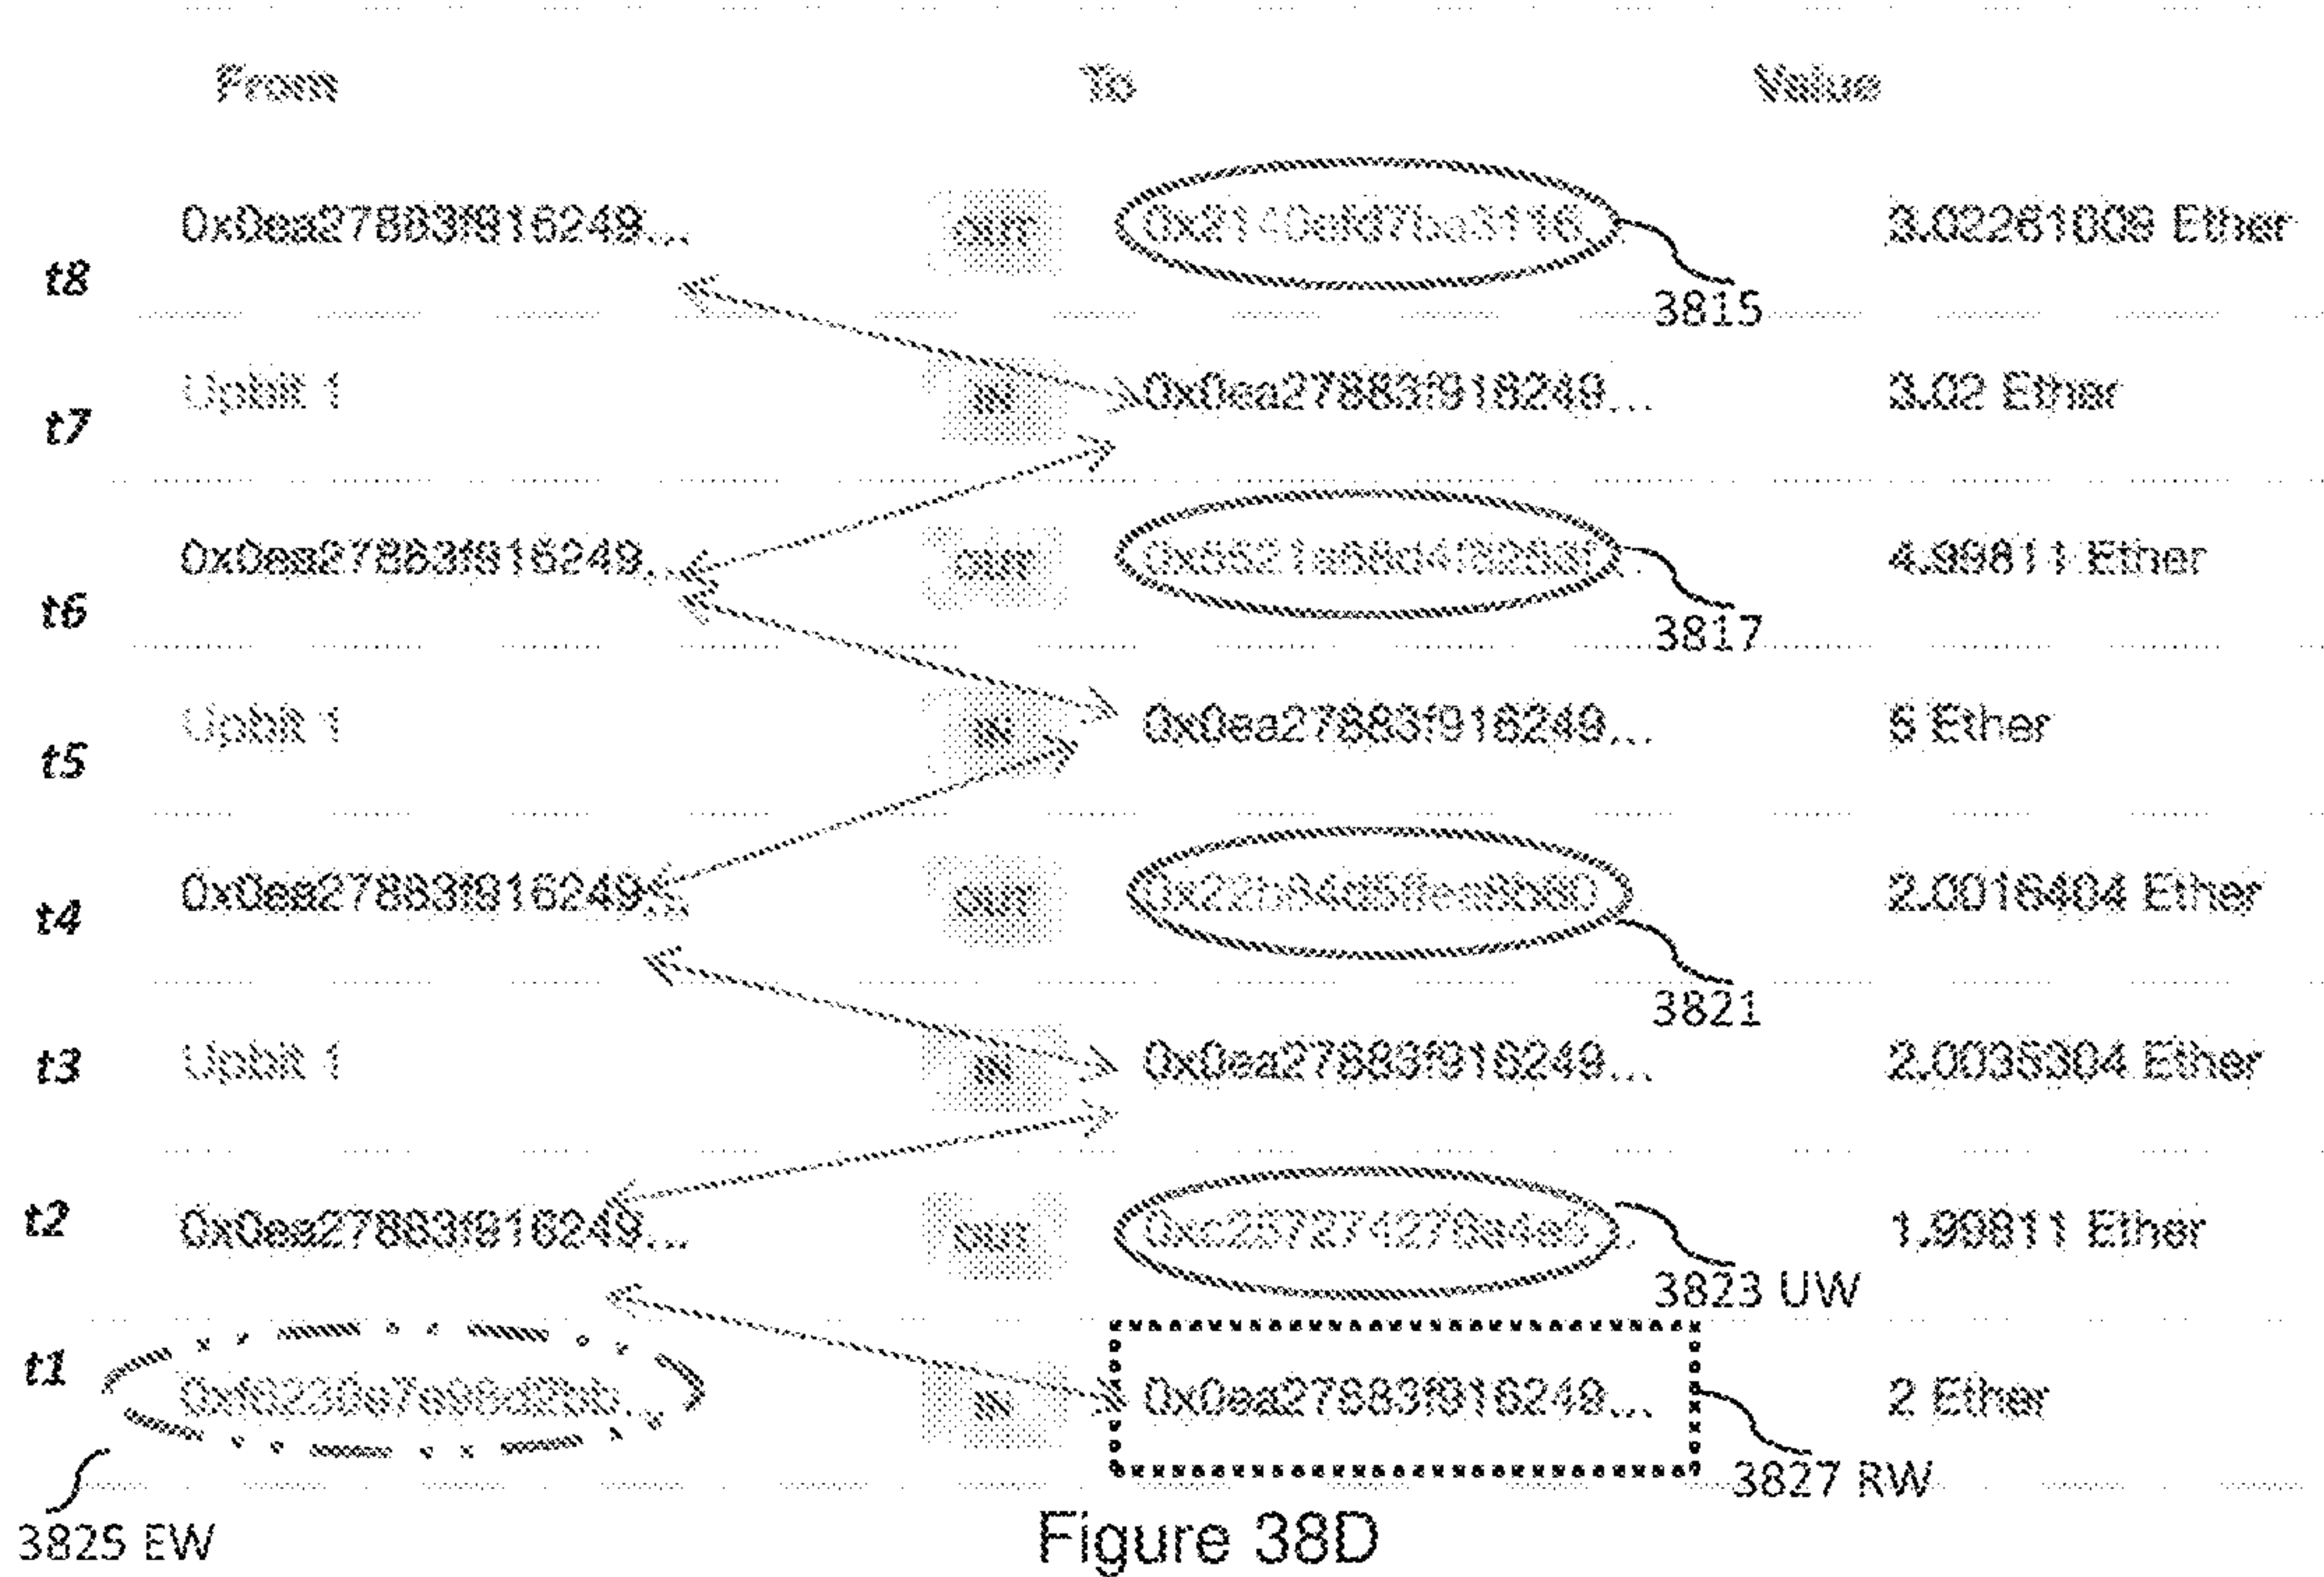 From To Value
0x0ea27883f916249... OUT 3.02261009 Ether
t8
3815
Upbit 1 IN 0x0ea27883f916249... 3.02 Ether
t7
0x0ea27883f916249... OUT 4.99811 Ether
t6
3817
Upbit 1 IN 0x0ea27883f916249... 5 Ether
t5
0x0ea27883f916249... OUT 2.0016404 Ether
t4
3821
Upbit 1 IN 0x0ea27883f916249... 2.0035304 Ether
t3
t2 0x0ea27883f916249... OUT 1.99811 Ether
3823 UW
t1 IN 0x0ea27883f916249... 2 Ether
3827 RW
3825 EW
Figure 38D